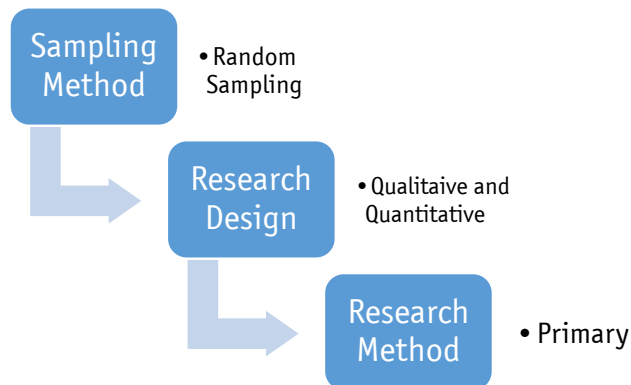 Sampling
Method
• Random
Sampling
Research
Design
• Qualitaive and
Quantitative
Research
Method
• Primary